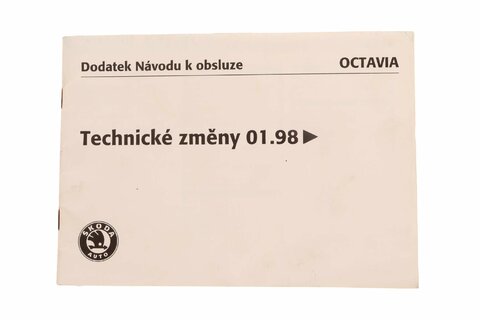 Dodatek Návodu k obsluze OCTAVIA
Technické změny 01.98 ►
ŠKODA
AUTO